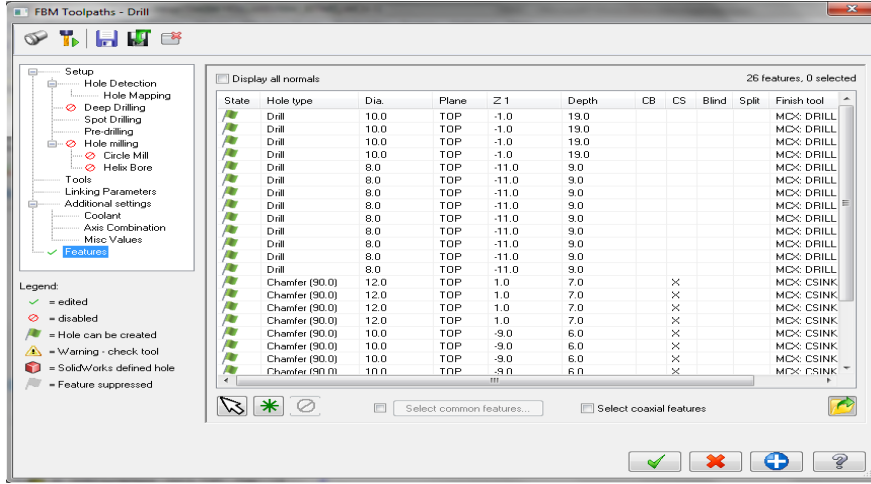 FBM Toolpaths - Drill
Setup
Hole Detection
Hole Mapping
Deep Drilling
Spot Drilling
Pre-drilling
Hole milling
Circle Mill
Helix Bore
Tools
Linking Parameters
Additional settings
Coolant
Axis Combination
Misc Values
Features
Legend:
= edited
= disabled
= Hole can be created
= Warning - check tool
= SolidWorks defined hole
= Feature suppressed
Display all normals
26 features, 0 selected
State Hole type Dia. Plane Z 1 Depth CB CS Blind Split Finish tool
Drill 10.0 TOP -1.0 19.0 MCX: DRILL
Drill 10.0 TOP -1.0 19.0 MCX: DRILL
Drill 10.0 TOP -1.0 19.0 MCX: DRILL
Drill 10.0 TOP -1.0 19.0 MCX: DRILL
Drill 8.0 TOP -11.0 9.0 MCX: DRILL
Drill 8.0 TOP -11.0 9.0 MCX: DRILL
Drill 8.0 TOP -11.0 9.0 MCX: DRILL
Drill 8.0 TOP -11.0 9.0 MCX: DRILL
Drill 8.0 TOP -11.0 9.0 MCX: DRILL
Drill 8.0 TOP -11.0 9.0 MCX: DRILL
Drill 8.0 TOP -11.0 9.0 MCX: DRILL
Drill 8.0 TOP -11.0 9.0 MCX: DRILL
Drill 8.0 TOP -11.0 9.0 MCX: DRILL
Chamfer (90.0) 12.0 TOP 1.0 7.0 X MCX: CSINK
Chamfer (90.0) 12.0 TOP 1.0 7.0 X MCX: CSINK
Chamfer (90.0) 12.0 TOP 1.0 7.0 X MCX: CSINK
Chamfer (90.0) 12.0 TOP 1.0 7.0 X MCX: CSINK
Chamfer (90.0) 10.0 TOP -9.0 6.0 X MCX: CSINK
Chamfer (90.0) 10.0 TOP -9.0 6.0 X MCX: CSINK
Chamfer (90.0) 10.0 TOP -9.0 6.0 X MCX: CSINK
Chamfer (90.0) 10.0 TOP -9.0 6.0 X MCX: CSINK
Select common features...
Select coaxial features